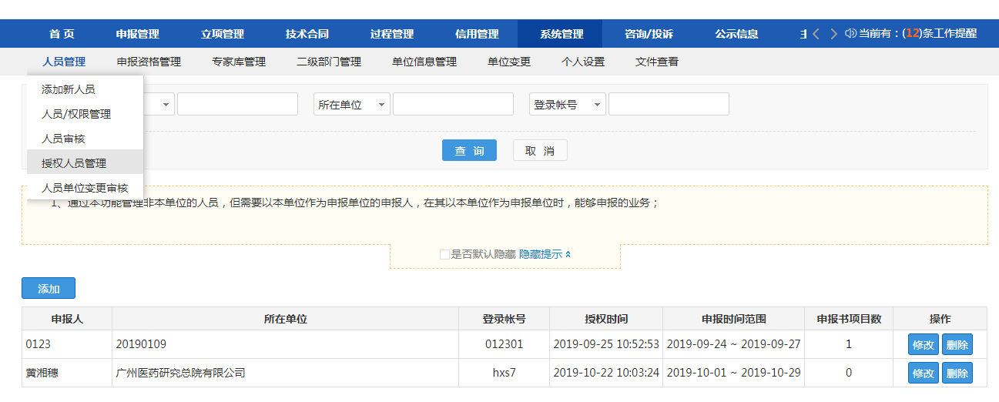 首 页 申报管理 立项管理 技术合同 过程管理 信用管理 系统管理 咨询/投诉 公示信息 当前有：(12)条工作提醒
人员管理 申报资格管理 专家库管理 二级部门管理 单位信息管理 单位变更 个人设置 文件查看
添加新人员
人员/权限管理
人员审核
授权人员管理
人员单位变更审核
所在单位 登录帐号
查 询 取 消
1、通过本功能管理非本单位的人员，但需要以本单位作为申报单位的申报人，在其以本单位作为申报单位时，能够申报的业务；
是否默认隐藏 隐藏提示
添加
申报人 所在单位 登录帐号 授权时间 申报时间范围 申报书项目数 操作
0123 20190109 012301 2019-09-25 10:52:53 2019-09-24 ~ 2019-09-27 1 修改 删除
黄湘穗 广州医药研究总院有限公司 hxs7 2019-10-22 10:03:24 2019-10-01 ~ 2019-10-29 0 修改 删除